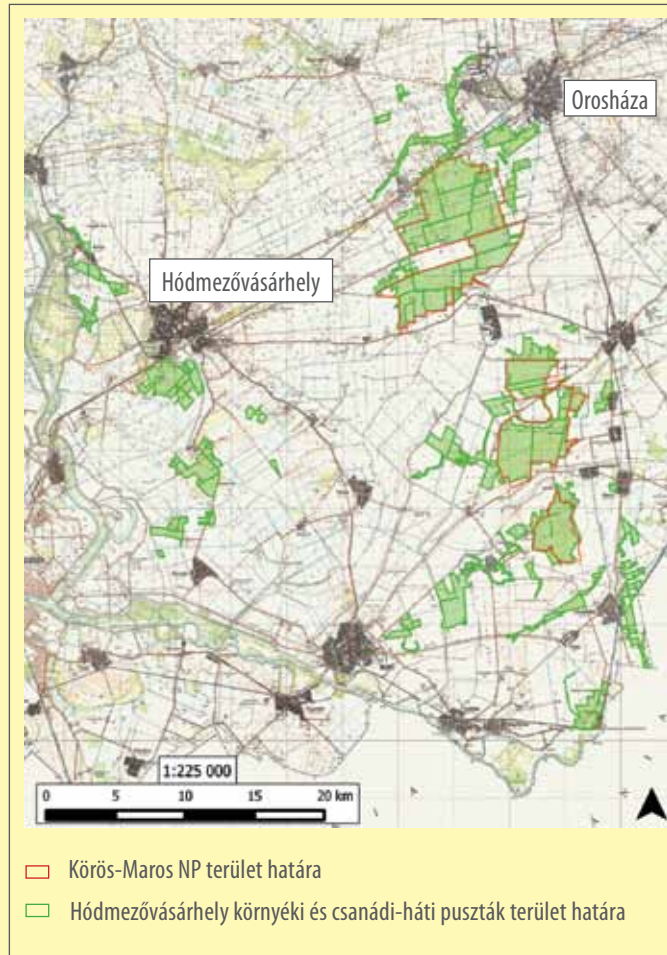 Orosháza
Hódmezővásárhely
1:225 000
0 5 10 15 20 km
Körös-Maros NP terület határa
Hódmezővásárhely környéki és csanádi-háti puszták terület határa